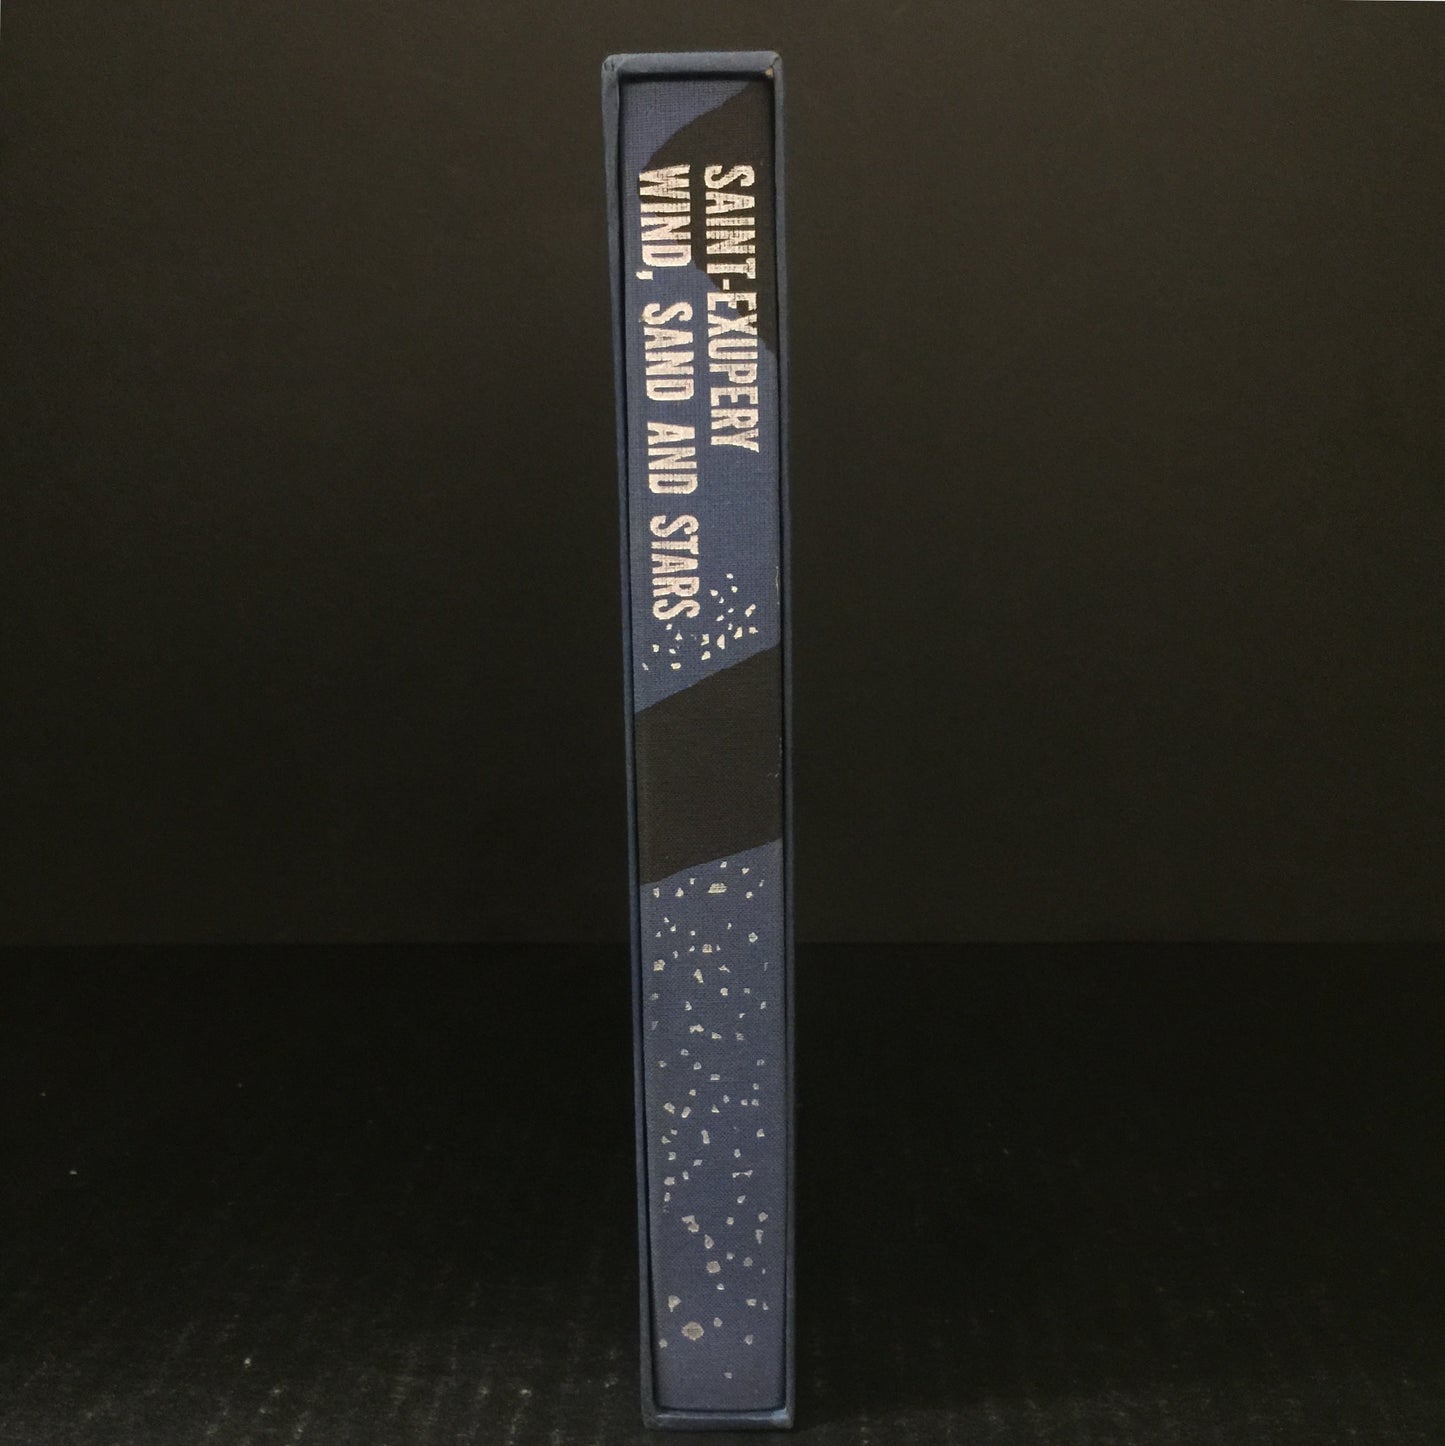 SAINT-EXUPERY
WIND, SAND AND STARS